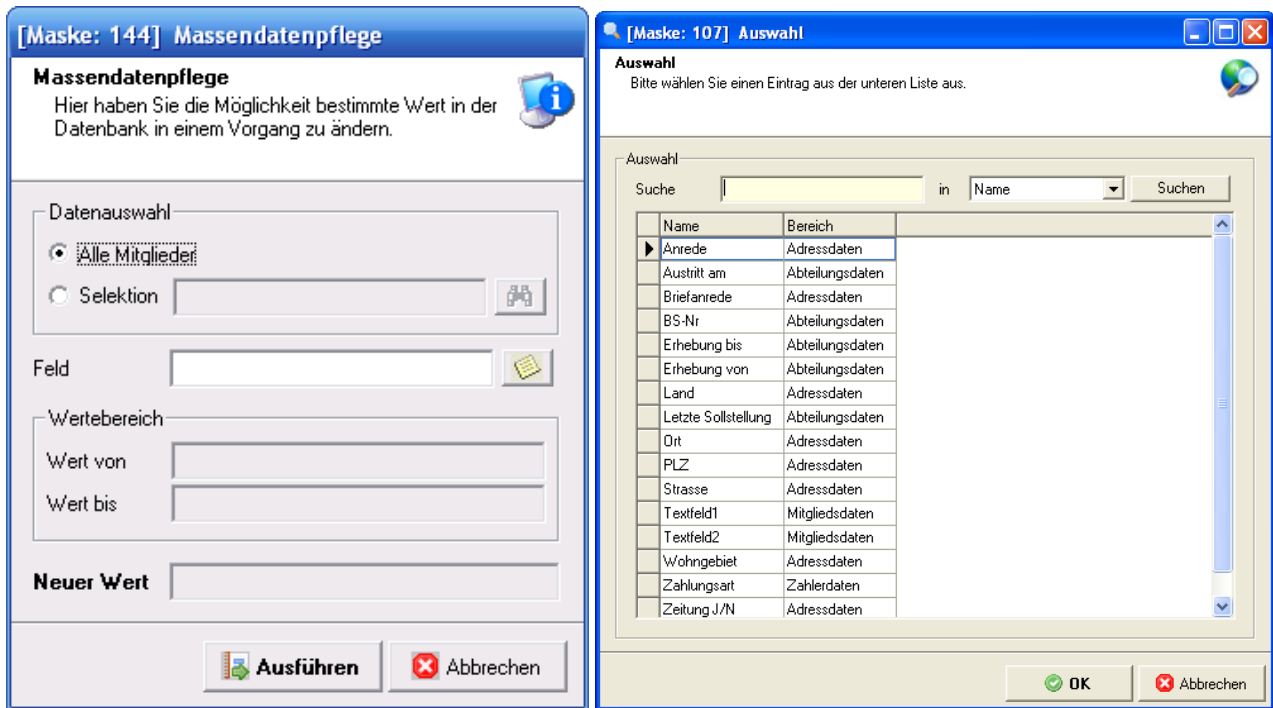 [Maske: 144] Massendatenpflege
Massendatenpflege
Hier haben Sie die Möglichkeit bestimmte Wert in der
Datenbank in einem Vorgang zu ändern.
Datenauswahl
Alle Mitglieder
Selektion
Feld
Wertebereich
Wert von
Wert bis
Neuer Wert
Ausführen Abbrechen
[Maske: 107] Auswahl
Auswahl
Bitte wählen Sie einen Eintrag aus der unteren Liste aus.
Auswahl
Suche in Name Suchen
Name Bereich
Anrede Adressdaten
Austritt am Abteilungsdaten
Briefanrede Adressdaten
BS-Nr Abteilungsdaten
Erhebung bis Abteilungsdaten
Erhebung von Abteilungsdaten
Land Adressdaten
Letzte Sollstellung Abteilungsdaten
Ort Adressdaten
PLZ Adressdaten
Strasse Adressdaten
Textfeld1 Mitgliedsdaten
Textfeld2 Mitgliedsdaten
Wohngebiet Adressdaten
Zahlungsart Zahlerdaten
Zeitung J/N Adressdaten
OK Abbrechen